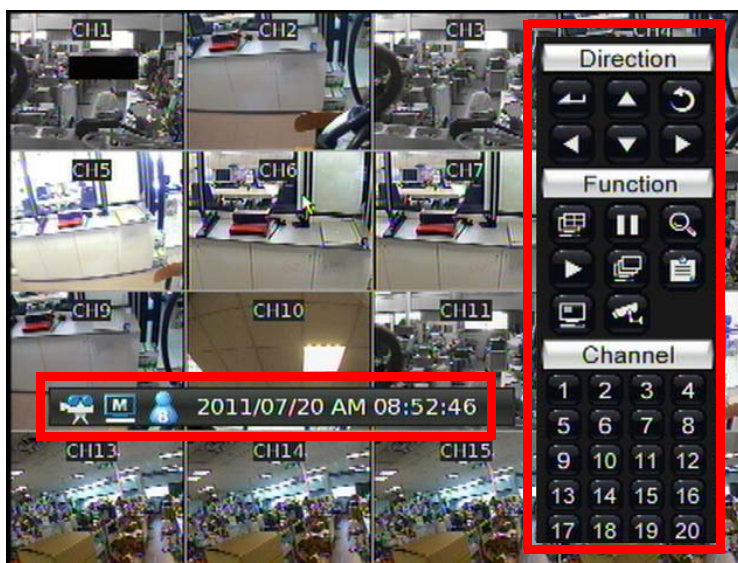 CH1
CH2
CH3
CH4
Direction
CH5
CH6
CH7
Function
CH9
CH10
CH11
Channel
1 2 3 4
M 8 2011/07/20 AM 08:52:46
5 6 7 8
CH13
CH14
CH15
9 10 11 12
13 14 15 16
17 18 19 20